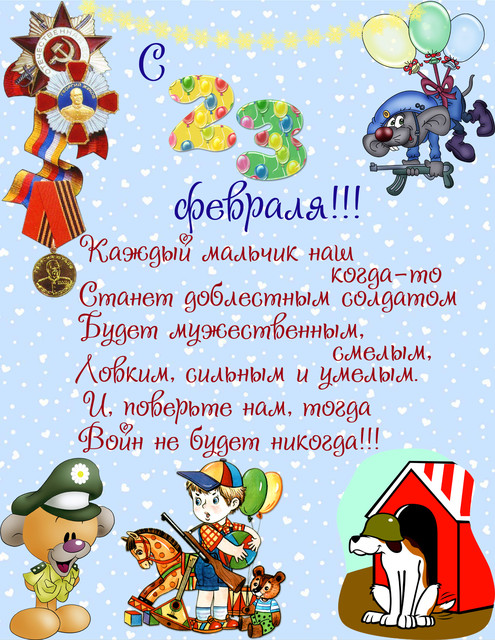 С
23
февраля!!!
Каждый мальчик наш
когда-то
Станет доблестным солдатом
Будет мужественным,
смелым,
Ловким, сильным и умелым.
И, поверьте нам, тогда
Войн не будет никогда!!!